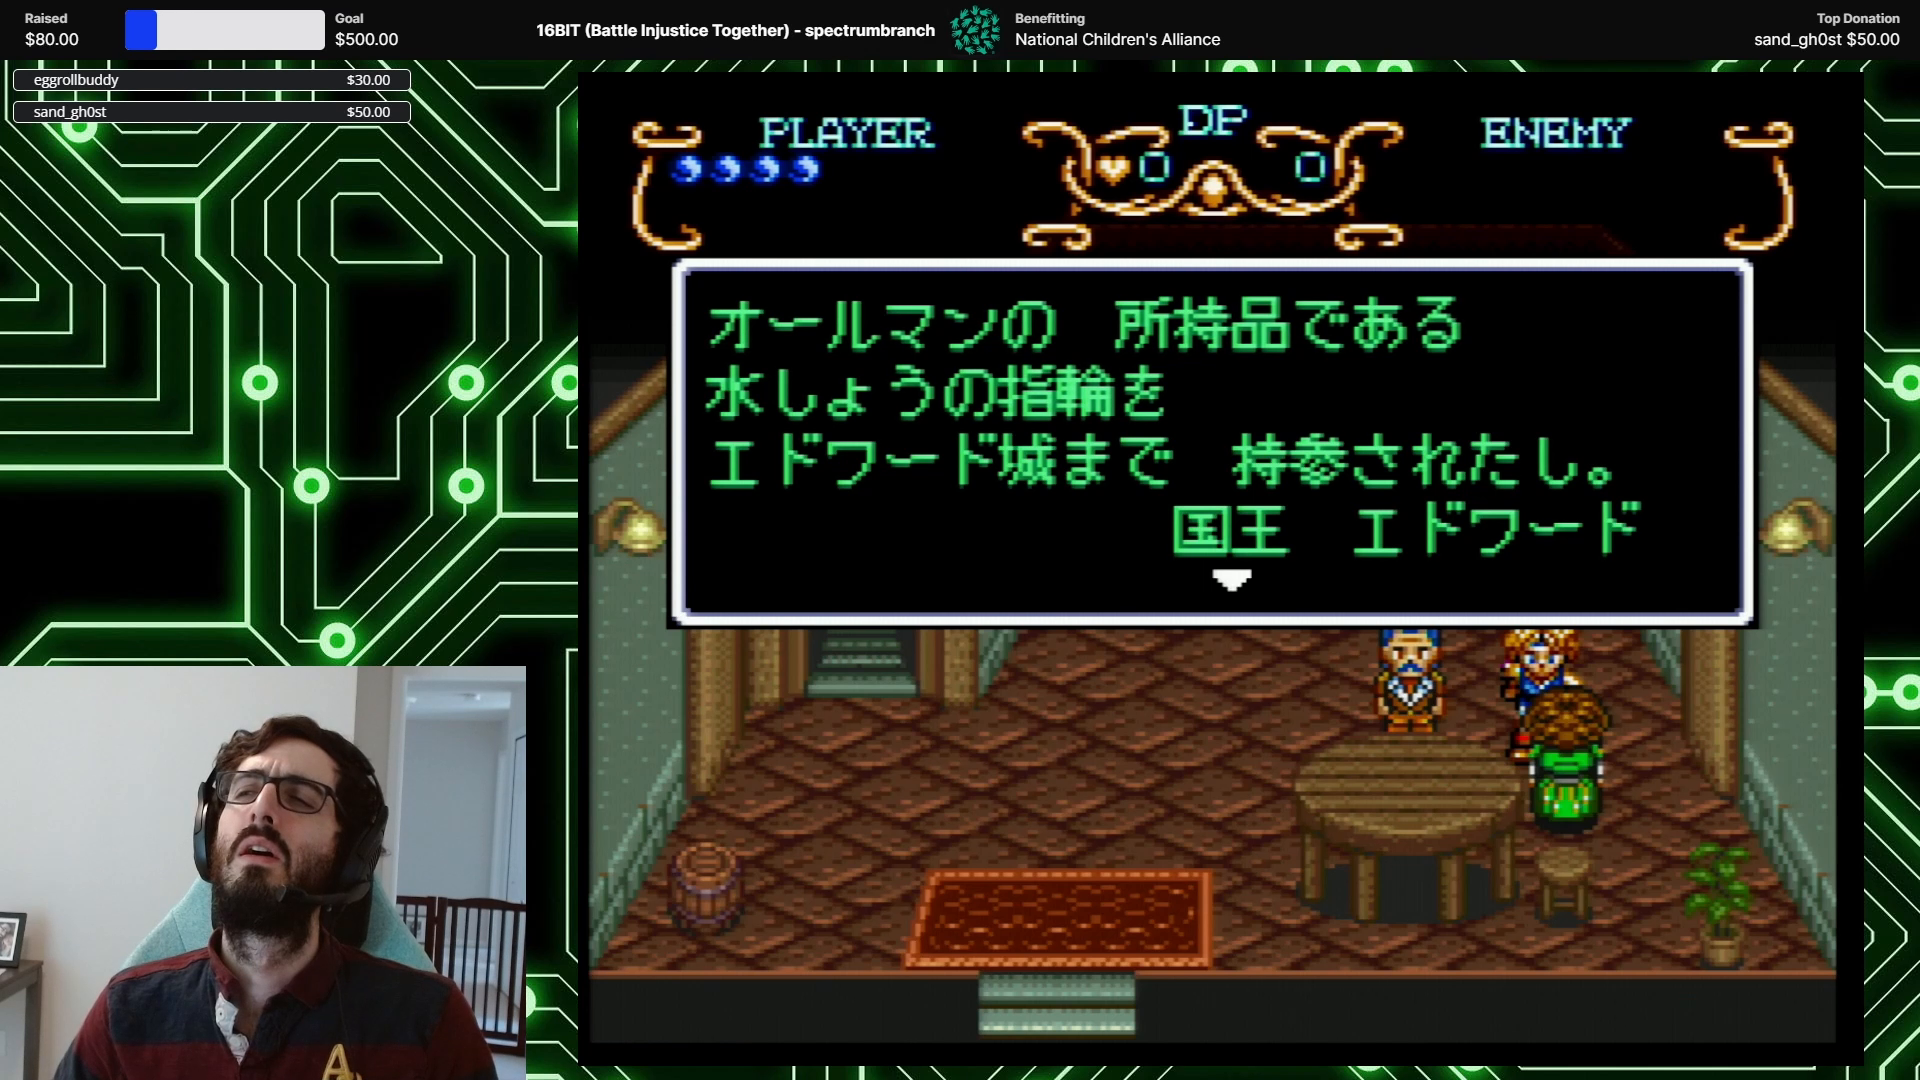 Raised
$80.00
Goal
$500.00
16BIT (Battle Injustice Together) - spectrumbranch
Benefitting
National Children's Alliance
Top Donation
sand_gh0st $50.00
eggrollbuddy $30.00
sand_gh0st $50.00
PLAYER
DP
ENEMY
0 0
オールマンの 所持品である
水しょうの指輪を
エドワード城まで 持参されたし。
国王 エドワード
A